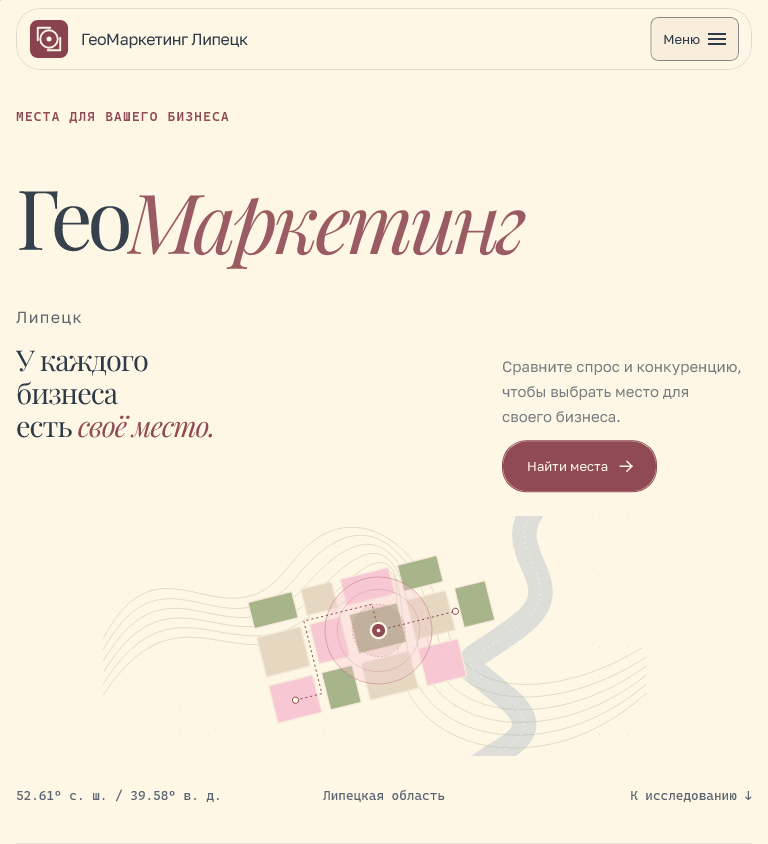 ГеоМаркетинг Липецк
Меню
МЕСТА ДЛЯ ВАШЕГО БИЗНЕСА
ГеоМаркетинг
Липецк
У каждого
бизнеса
есть своё место.
Сравните спрос и конкуренцию,
чтобы выбрать место для
своего бизнеса.
Найти места →
52.61° с. ш. / 39.58° в. д.
Липецкая область
К исследованию ↓